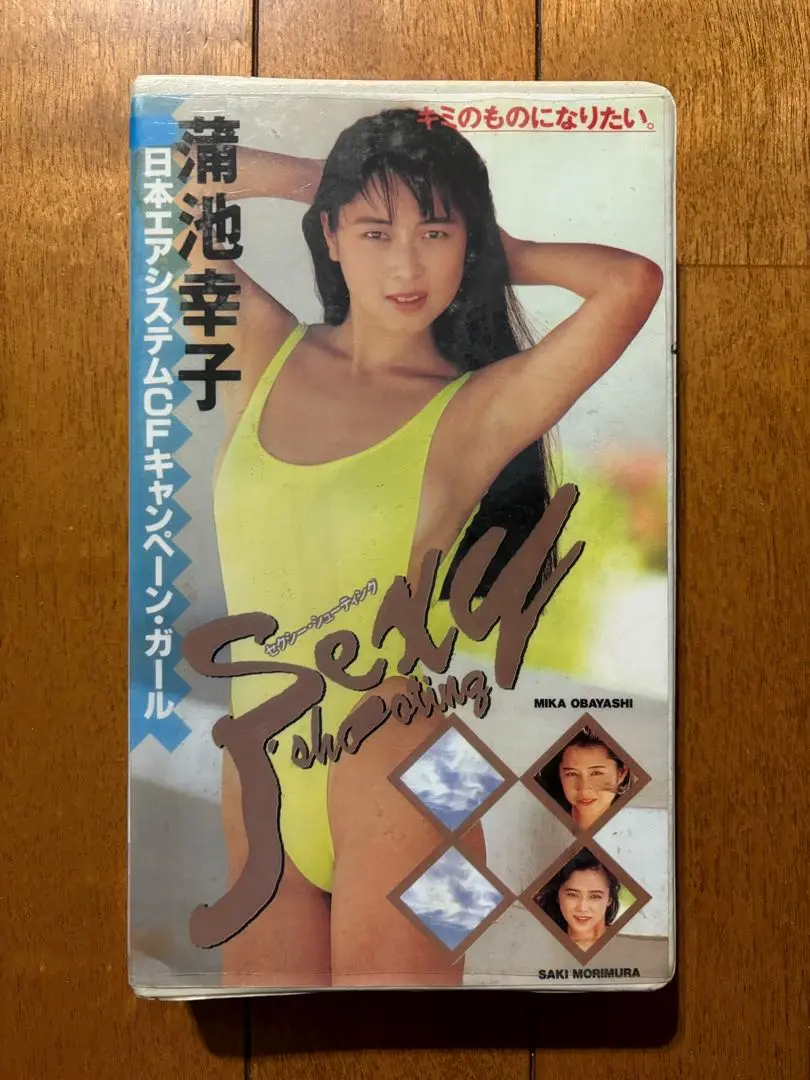 キミのものになりたい。
蒲池幸子
日本エアシステムCFキャンペーン・ガール
セクシー・シューティング
Sexy
shooting
MIKA OBAYASHI
SAKI MORIMURA